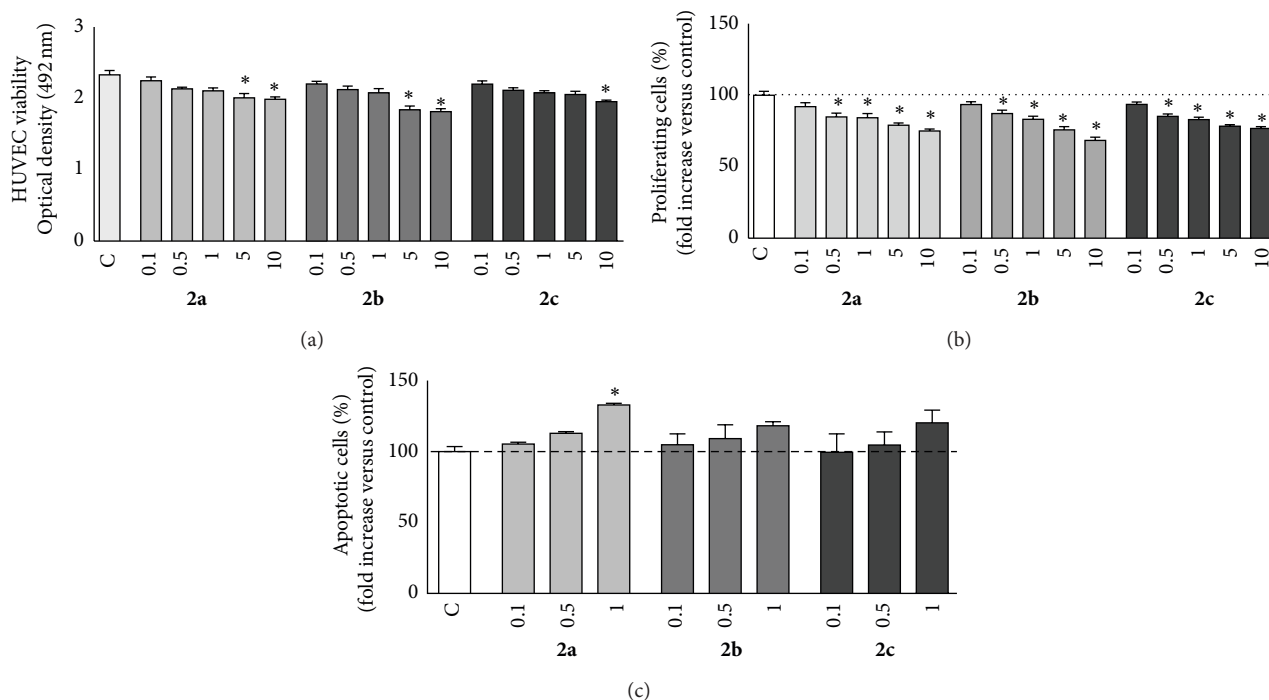 3
2
1
0
HUVEC viability
Optical density (492 nm)
* * * * *
C 0.1 0.5 1 5 10 0.1 0.5 1 5 10 0.1 0.5 1 5 10
2a 2b 2c
(a)
150
100
50
0
Proliferating cells (%)
(fold increase versus control)
* * * * * * * * * * * *
C 0.1 0.5 1 5 10 0.1 0.5 1 5 10 0.1 0.5 1 5 10
2a 2b 2c
(b)
150
100
50
0
Apoptotic cells (%)
(fold increase versus control)
*
C 0.1 0.5 1 0.1 0.5 1 0.1 0.5 1
2a 2b 2c
(c)